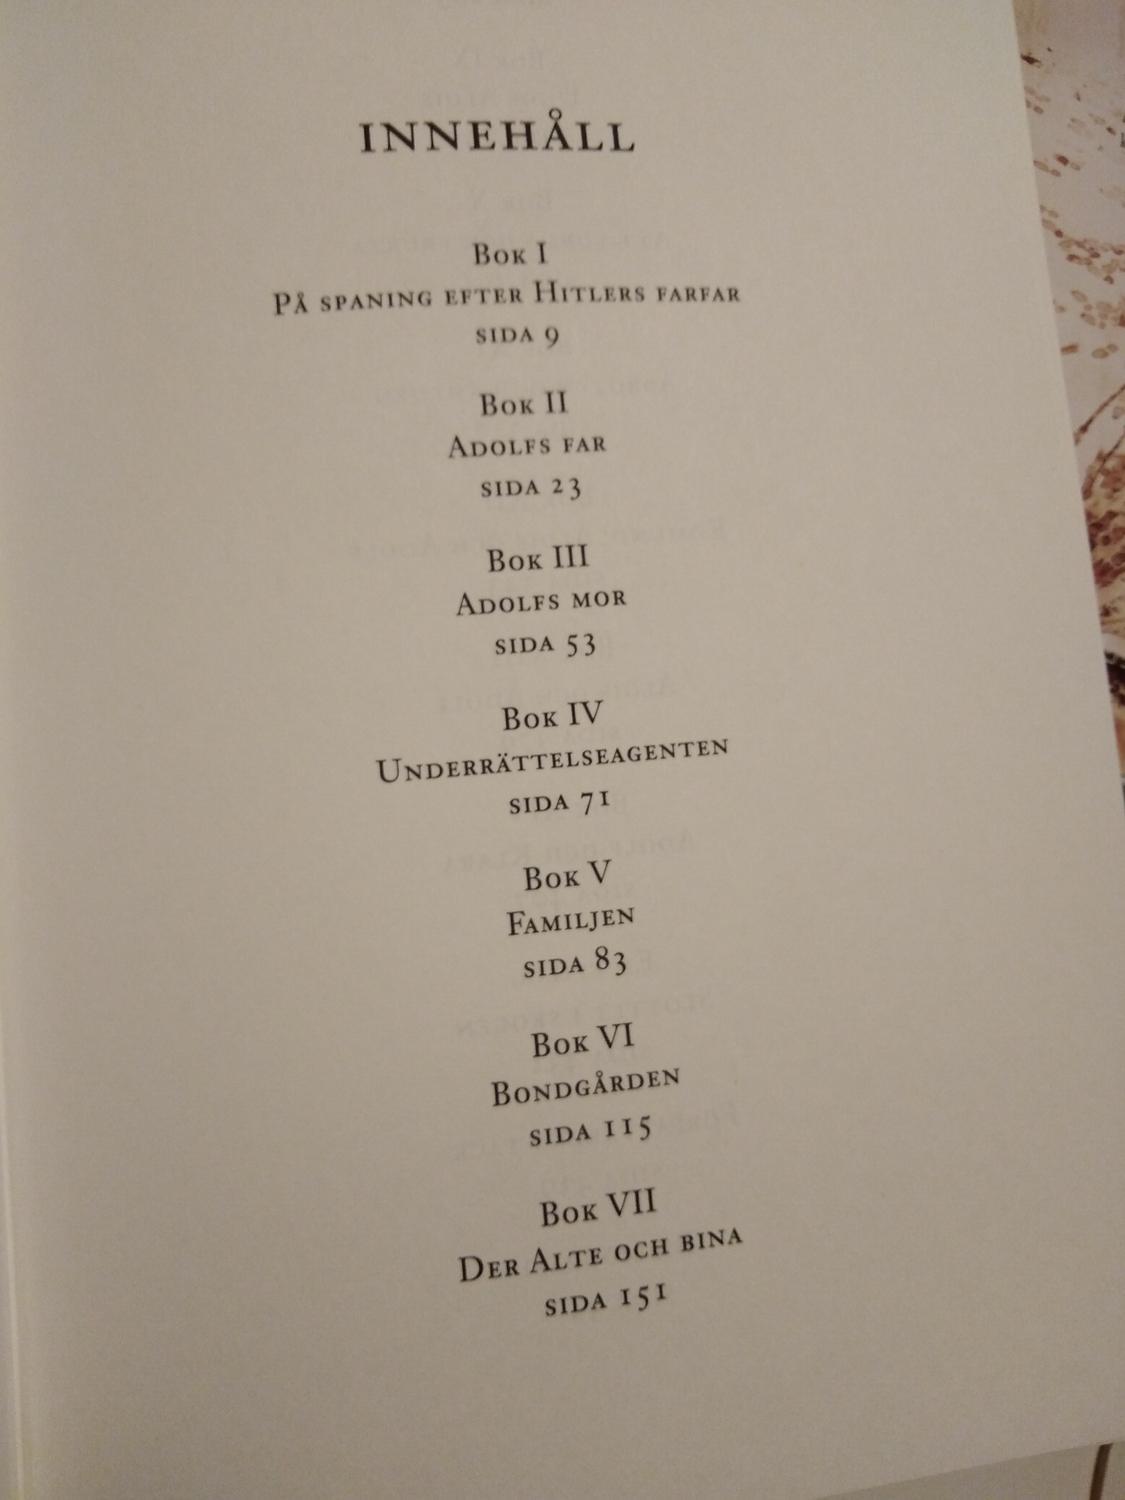 INNEHÅLL
Bok I
På spaning efter Hitlers farfar
sida 9
Bok II
Adolfs far
sida 23
Bok III
Adolfs mor
sida 53
Bok IV
Underrättelseagenten
sida 71
Bok V
Familjen
sida 83
Bok VI
Bondgården
sida 115
Bok VII
Der Alte och bina
sida 151